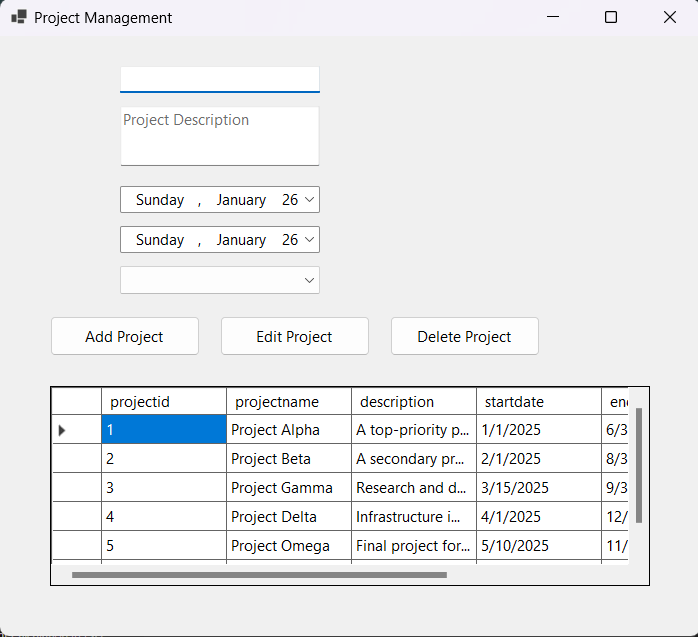 Project Management
Project Description
Sunday , January 26
Sunday , January 26
Add Project Edit Project Delete Project
projectid projectname description startdate en
1 Project Alpha A top-priority p... 1/1/2025 6/3
2 Project Beta A secondary pr... 2/1/2025 8/3
3 Project Gamma Research and d... 3/15/2025 9/3
4 Project Delta Infrastructure i... 4/1/2025 12/
5 Project Omega Final project for... 5/10/2025 11/